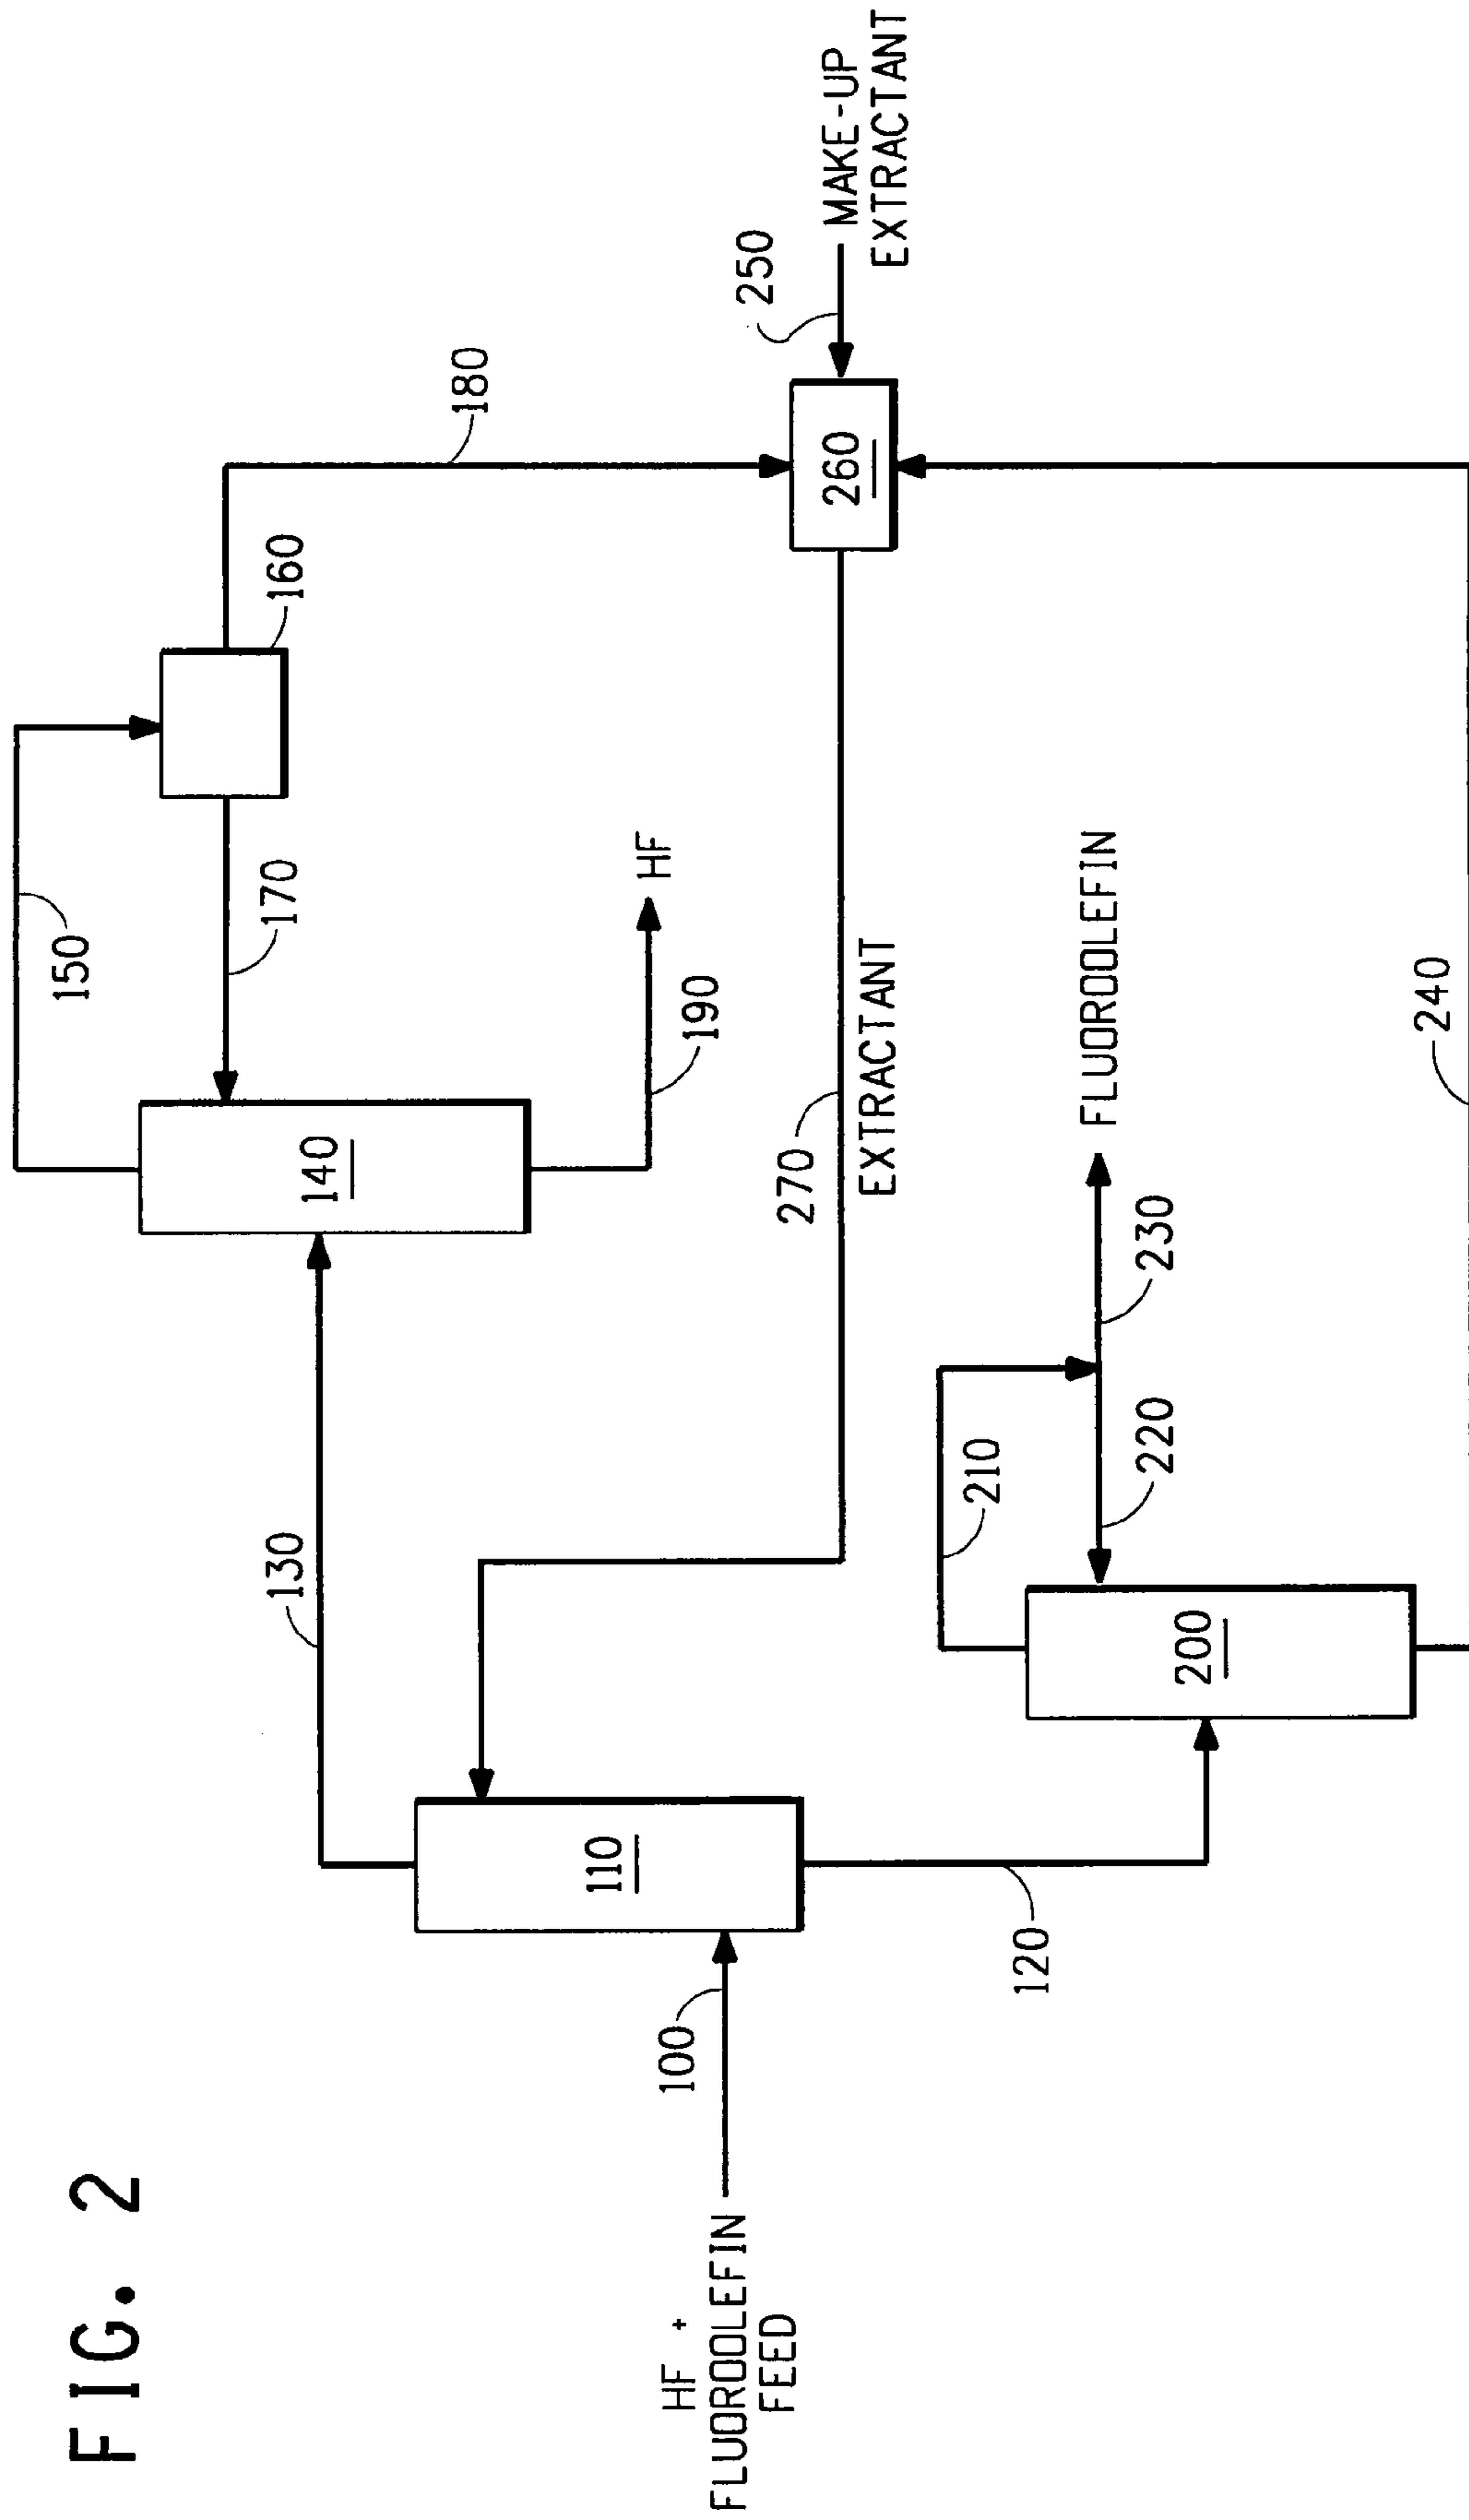 FIG. 2
150
160
170
180
130
140
190
HF
HF +
FLUOROOLEFIN
FEED
100
110
270
EXTRACTANT
250
MAKE-UP
EXTRACTANT
260
210
FLUOROOLEFIN
220
230
120
200
240